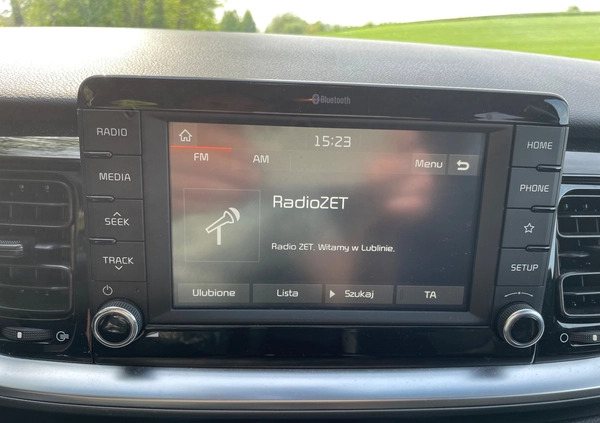 Bluetooth
RADIO
MEDIA
SEEK
TRACK
15:23
FM
AM
Menu
RadioZET
Radio ZET. Witamy w Lublinie.
Ulubione
Lista
Szukaj
TA
HOME
PHONE
SETUP